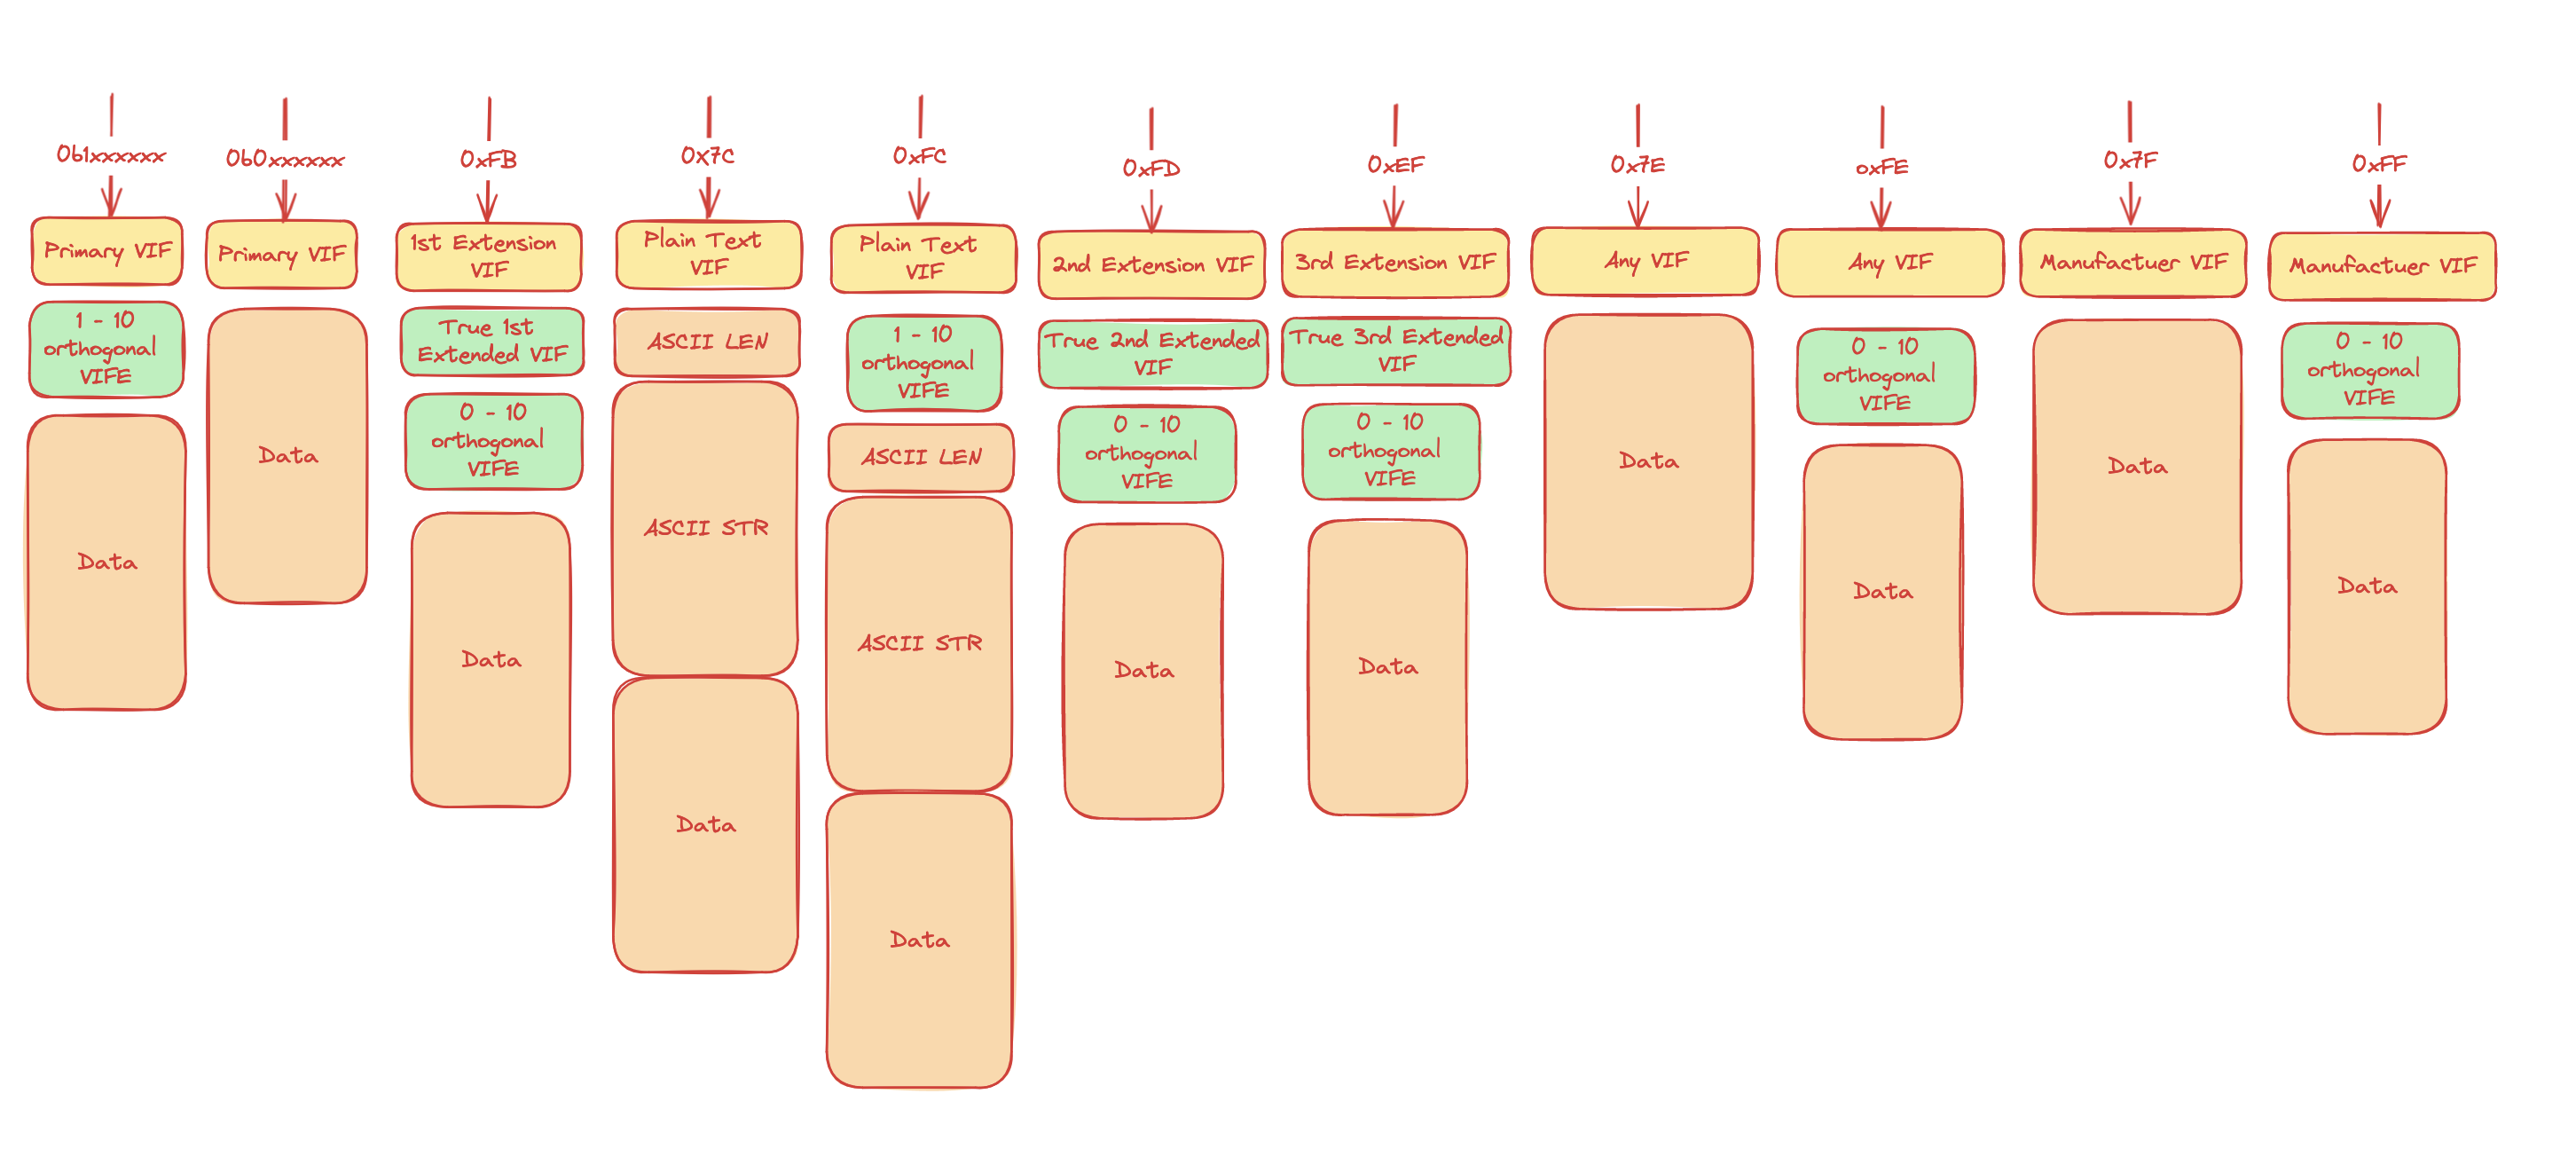 0b1xxxxxx
Primary VIF
1 - 10
orthogonal
VIFE
Data
0b0xxxxxx
Primary VIF
Data
0xFB
1st Extension
VIF
True 1st
Extended VIF
0 - 10
orthogonal
VIFE
Data
0x7C
Plain Text
VIF
ASCII LEN
ASCII STR
Data
0xFC
Plain Text
VIF
1 - 10
orthogonal
VIFE
ASCII LEN
ASCII STR
Data
0xFD
2nd Extension VIF
True 2nd Extended
VIF
0 - 10
orthogonal
VIFE
Data
0xEF
3rd Extension VIF
True 3rd Extended
VIF
0 - 10
orthogonal
VIFE
Data
0x7E
Any VIF
Data
oxFE
Any VIF
0 - 10
orthogonal
VIFE
Data
0x7F
Manufactuer VIF
Data
0xFF
Manufactuer VIF
0 - 10
orthogonal
VIFE
Data